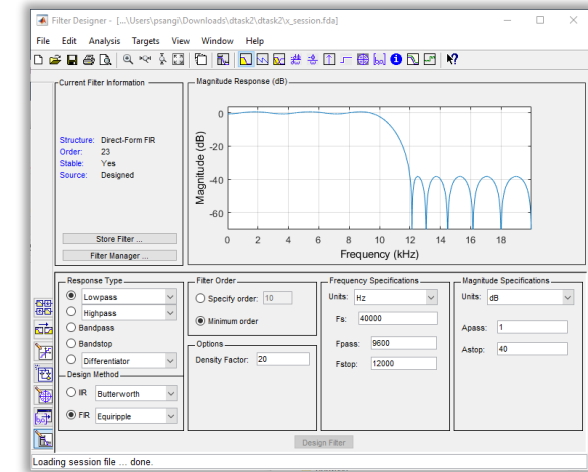 Filter Designer - [...\Users\psangi\Downloads\dtask2\dtask2\x_session.fda]
File Edit Analysis Targets View Window Help
Current Filter Information
Structure: Direct-Form FIR
Order: 23
Stable: Yes
Source: Designed
Store Filter ...
Filter Manager ...
Magnitude Response (dB)
Magnitude (dB)
0
-20
-40
-60
0 2 4 6 8 10 12 14 16 18
Frequency (kHz)
Response Type
Lowpass
Highpass
Bandpass
Bandstop
Differentiator
Design Method
IIR Butterworth
FIR Equiripple
Filter Order
Specify order: 10
Minimum order
Options
Density Factor: 20
Frequency Specifications
Units: Hz
Fs: 40000
Fpass: 9600
Fstop: 12000
Magnitude Specifications
Units: dB
Apass: 1
Astop: 40
Design Filter
Loading session file ... done.